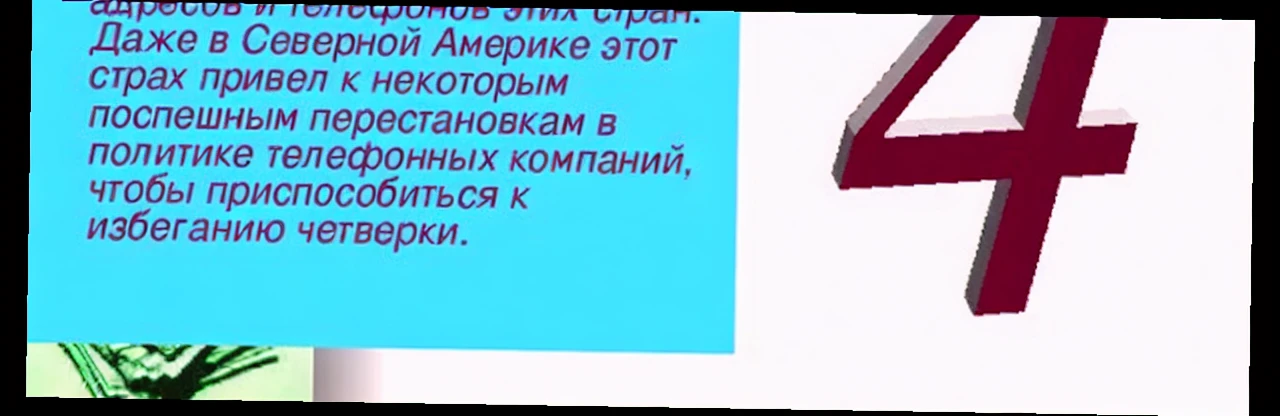 адресов и телефонов этих стран.
Даже в Северной Америке этот
страх привел к некоторым
поспешным перестановкам в
политике телефонных компаний,
чтобы приспособиться к
избеганию четверки.
4